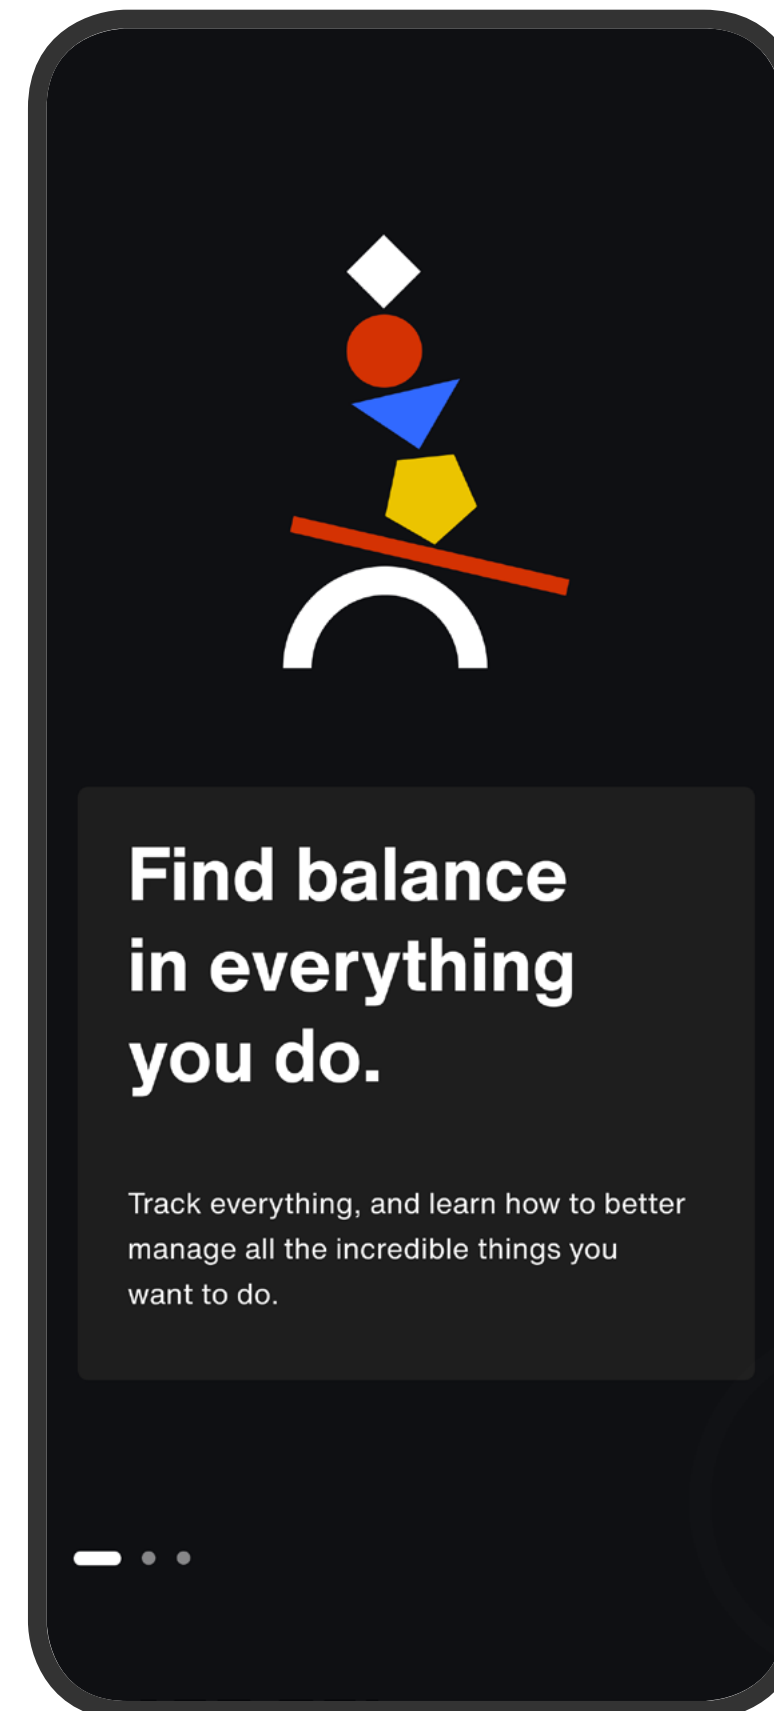 Find balance
in everything
you do.
Track everything, and learn how to better
manage all the incredible things you
want to do.